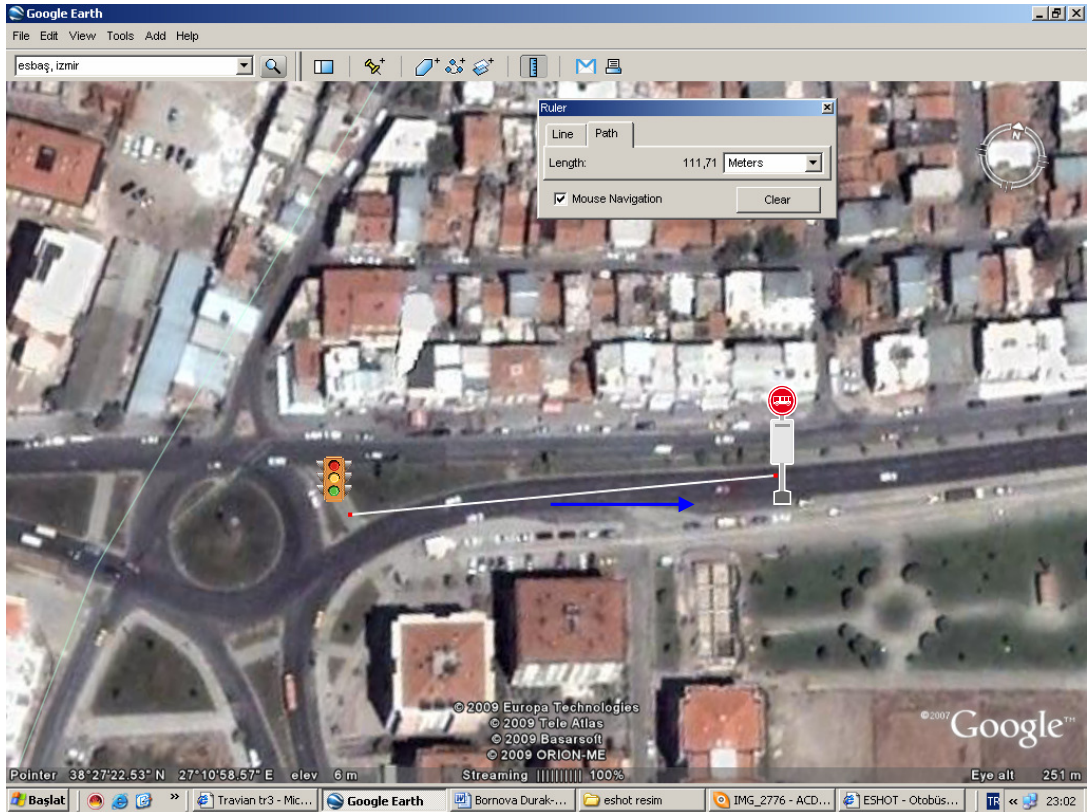 Google Earth
File Edit View Tools Add Help
esbaş, izmir
Ruler
Line Path
Length: 111,71 Meters
Mouse Navigation Clear
N
© 2009 Europa Technologies
© 2009 Tele Atlas
© 2009 Basarsoft
© 2009 ORION-ME
©2007 Google™
Pointer 38°27'22.53" N 27°10'58.57" E elev 6 m Streaming 100% Eye alt 251 m
Başlat » Travian tr3 - Mic... Google Earth Bornova Durak-... eshot resim IMG_2776 - ACD... ESHOT - Otobüs... TR « 23:02